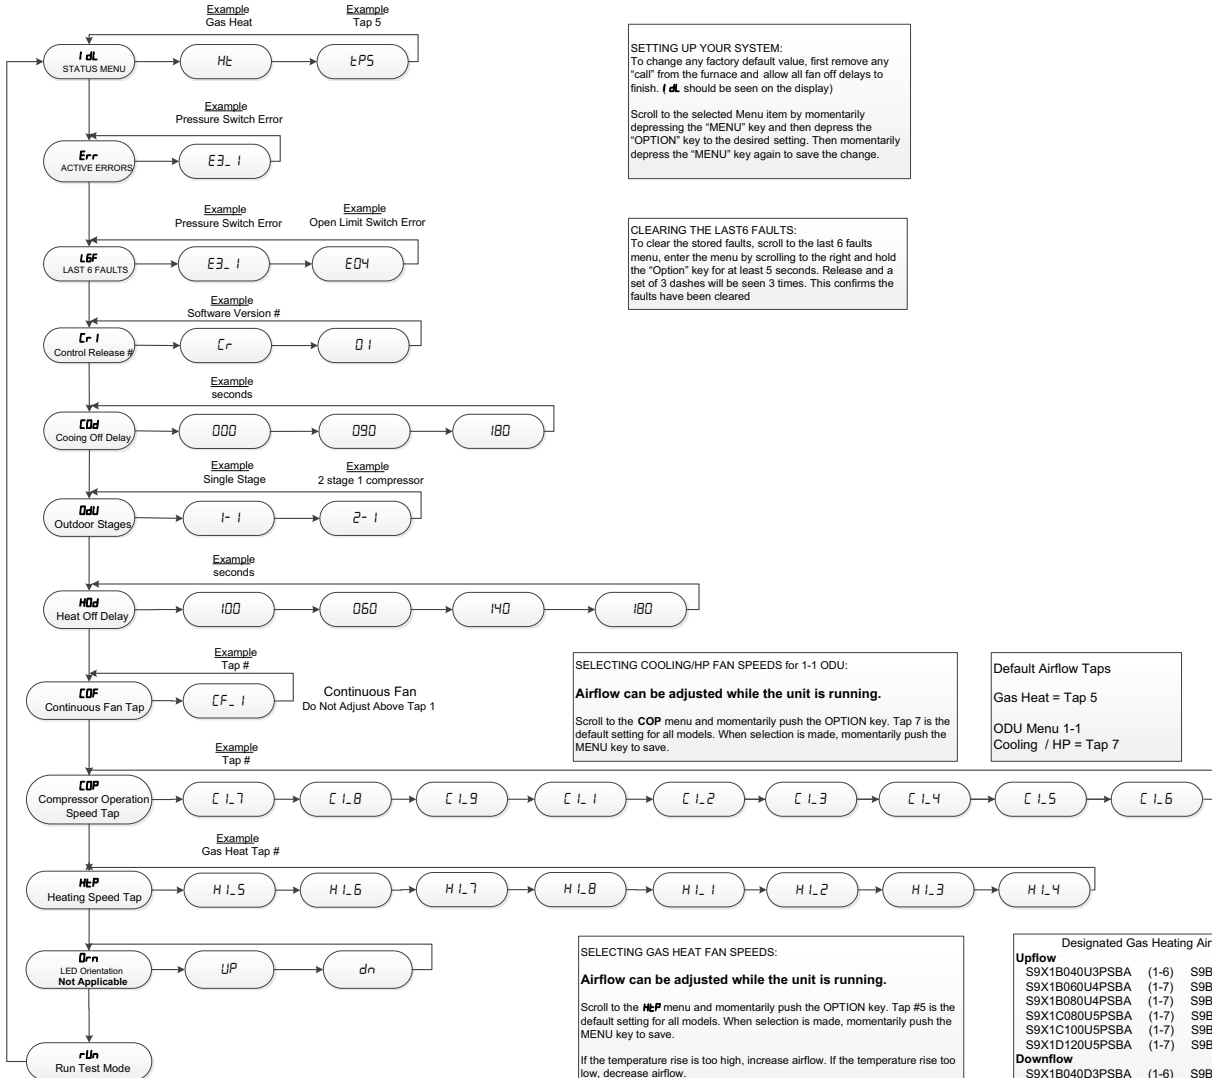 Example
Gas Heat
Example
Tap 5
IdL
STATUS MENU
Ht
tP5
Example
Pressure Switch Error
Err
ACTIVE ERRORS
E3_1
Example
Pressure Switch Error
Example
Open Limit Switch Error
L6F
LAST 6 FAULTS
E3_1
E04
Example
Software Version #
Cr1
Control Release #
Cr
01
Example
seconds
C0d
Cooing Off Delay
000
090
180
Example
Single Stage
Example
2 stage 1 compressor
0dU
Outdoor Stages
1-1
2-1
Example
seconds
H0d
Heat Off Delay
100
060
140
180
Example
Tap #
C0F
Continuous Fan Tap
CF_1
Continuous Fan
Do Not Adjust Above Tap 1
Example
Tap #
C0P
Compressor Operation
Speed Tap
C1_7
C1_8
C1_9
C1_1
C1_2
C1_3
C1_4
C1_5
C1_6
Example
Gas Heat Tap #
HtP
Heating Speed Tap
H1_5
H1_6
H1_7
H1_8
H1_1
H1_2
H1_3
H1_4
0rn
LED Orientation
Not Applicable
UP
dn
rUn
Run Test Mode
SETTING UP YOUR SYSTEM:
To change any factory default value, first remove any
“call” from the furnace and allow all fan off delays to
finish. (IdL should be seen on the display)
Scroll to the selected Menu item by momentarily
depressing the “MENU” key and then depress the
“OPTION” key to the desired setting. Then momentarily
depress the “MENU” key again to save the change.
CLEARING THE LAST6 FAULTS:
To clear the stored faults, scroll to the last 6 faults
menu, enter the menu by scrolling to the right and hold
the “Option” key for at least 5 seconds. Release and a
set of 3 dashes will be seen 3 times. This confirms the
faults have been cleared
SELECTING COOLING/HP FAN SPEEDS for 1-1 ODU:
Airflow can be adjusted while the unit is running.
Scroll to the COP menu and momentarily push the OPTION key. Tap 7 is the
default setting for all models. When selection is made, momentarily push the
MENU key to save.
Default Airflow Taps
Gas Heat = Tap 5
ODU Menu 1-1
Cooling / HP = Tap 7
SELECTING GAS HEAT FAN SPEEDS:
Airflow can be adjusted while the unit is running.
Scroll to the HtP menu and momentarily push the OPTION key. Tap #5 is the
default setting for all models. When selection is made, momentarily push the
MENU key to save.
If the temperature rise is too high, increase airflow. If the temperature rise too
low, decrease airflow.
Designated Gas Heating Air
Upflow
S9X1B040U3PSBA (1-6) S9B
S9X1B060U4PSBA (1-7) S9B
S9X1B080U4PSBA (1-7) S9B
S9X1C080U5PSBA (1-7) S9B
S9X1C100U5PSBA (1-7) S9B
S9X1D120U5PSBA (1-7) S9B
Downflow
S9X1B040D3PSBA (1-6) S9B